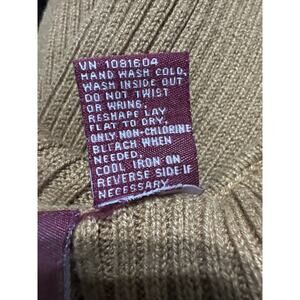 VN 1081604
HAND WASH COLD,
WASH INSIDE OUT
DO NOT TWIST
OR WRING,
RESHAPE LAY
FLAT TO DRY,
ONLY NON-CHLORINE
BLEACH WHEN
NEEDED,
COOL IRON ON
REVERSE SIDE IF
NECESSARY